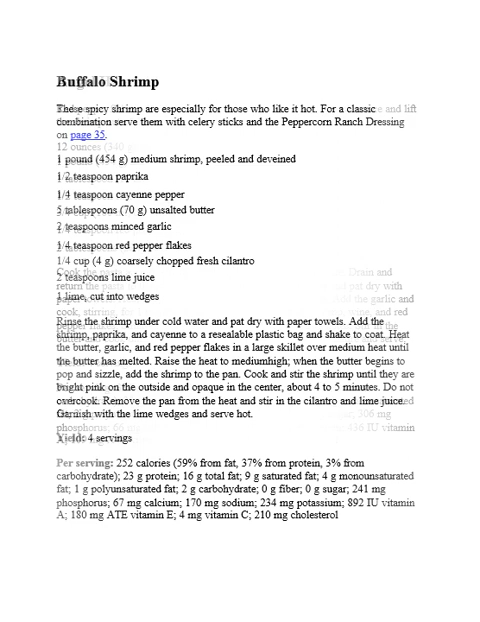 Buffalo Shrimp
These spicy shrimp are especially for those who like it hot. For a classic
combination serve them with celery sticks and the Peppercorn Ranch Dressing
on page 35.
1 pound (454 g) medium shrimp, peeled and deveined
1/2 teaspoon paprika
1/4 teaspoon cayenne pepper
5 tablespoons (70 g) unsalted butter
2 teaspoons minced garlic
1/4 teaspoon red pepper flakes
1/4 cup (4 g) coarsely chopped fresh cilantro
2 teaspoons lime juice
1 lime, cut into wedges
Rinse the shrimp under cold water and pat dry with paper towels. Add the
shrimp, paprika, and cayenne to a resealable plastic bag and shake to coat. Heat
the butter, garlic, and red pepper flakes in a large skillet over medium heat until
the butter has melted. Raise the heat to mediumhigh; when the butter begins to
pop and sizzle, add the shrimp to the pan. Cook and stir the shrimp until they are
bright pink on the outside and opaque in the center, about 4 to 5 minutes. Do not
overcook. Remove the pan from the heat and stir in the cilantro and lime juice.
Garnish with the lime wedges and serve hot.
Yield: 4 servings
Per serving: 252 calories (59% from fat, 37% from protein, 3% from
carbohydrate); 23 g protein; 16 g total fat; 9 g saturated fat; 4 g monounsaturated
fat; 1 g polyunsaturated fat; 2 g carbohydrate; 0 g fiber; 0 g sugar; 241 mg
phosphorus; 67 mg calcium; 170 mg sodium; 234 mg potassium; 892 IU vitamin
A; 180 mg ATE vitamin E; 4 mg vitamin C; 210 mg cholesterol